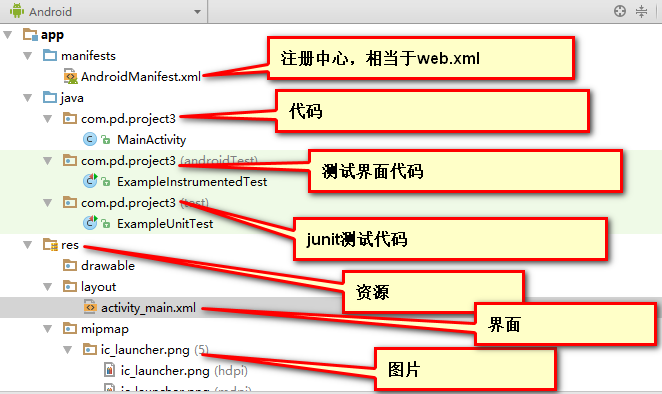 Android
app
manifests
注册中心，相当于web.xml
AndroidManifest.xml
java
代码
com.pd.project3
MainActivity
com.pd.project3 (androidTest)
测试界面代码
ExampleInstrumentedTest
com.pd.project3 (test)
ExampleUnitTest
junit测试代码
res
drawable
资源
layout
activity_main.xml
界面
mipmap
ic_launcher.png (5)
图片
ic_launcher.png (hdpi)
ic_launcher.png (mdpi)